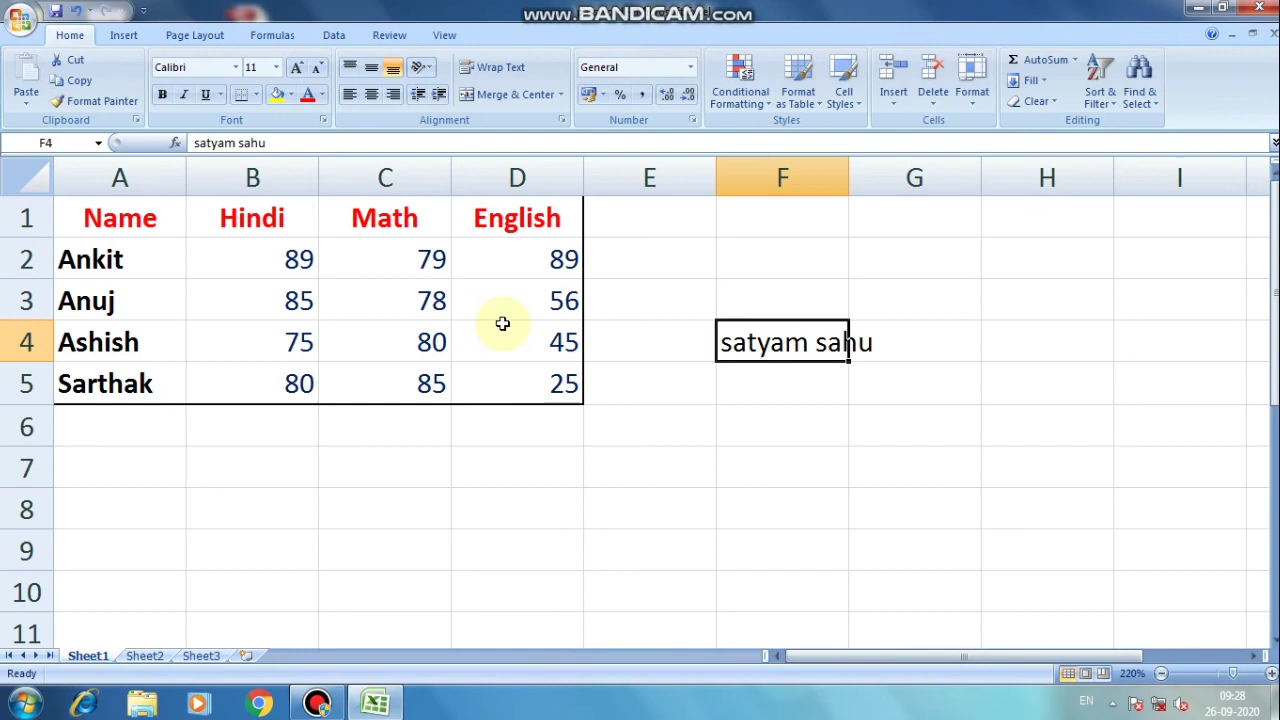 www.BANDICAM.com
Home Insert Page Layout Formulas Data Review View
Paste
Cut
Copy
Format Painter
Clipboard
Calibri 11
B I U
Font
Wrap Text
Merge & Center
Alignment
General
Number
Conditional Formatting
Format as Table
Cell Styles
Styles
Insert Delete Format
Cells
Σ AutoSum
Fill
Clear
Sort & Filter
Find & Select
Editing
F4 fx satyam sahu
A B C D E F G H I
1 Name Hindi Math English
2 Ankit 89 79 89
3 Anuj 85 78 56
4 Ashish 75 80 45 satyam sahu
5 Sarthak 80 85 25
6
7
8
9
10
11
Sheet1 Sheet2 Sheet3
Ready 220%
EN 09:28
26-09-2020